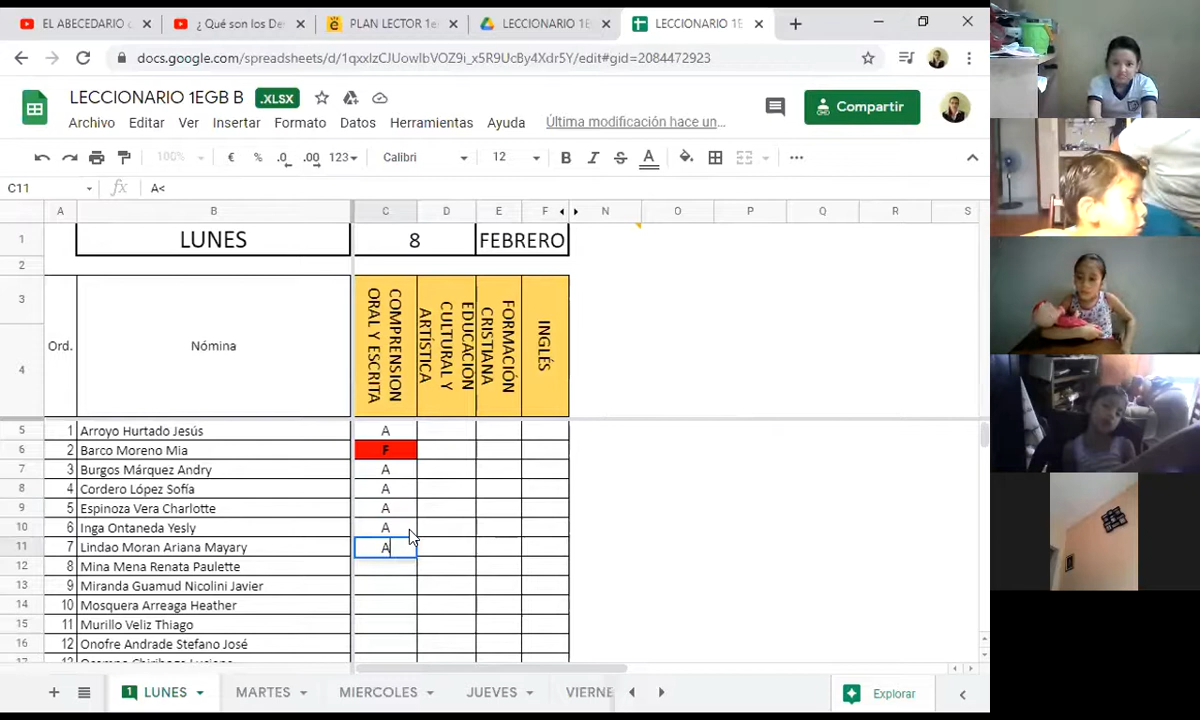 EL ABECEDARIO
¿ Qué son los De
PLAN LECTOR 1e
LECCIONARIO 1E
LECCIONARIO 1E
docs.google.com/spreadsheets/d/1qxxIzCJUowIbVOZ9i_x5R9UcBy4Xdr5Y/edit#gid=2084472923
LECCIONARIO 1EGB B .XLSX
Archivo Editar Ver Insertar Formato Datos Herramientas Ayuda Última modificación hace un...
Compartir
100% € % .0 .00 123 Calibri 12 B I S A
C11 fx A<
A B C D E F N O P Q R S
1 LUNES 8 FEBRERO
2
3
4
Ord. Nómina
COMPRENSION ORAL Y ESCRITA
EDUCACIÓN CULTURAL Y ARTÍSTICA
FORMACIÓN CRISTIANA
INGLÉS
5 1 Arroyo Hurtado Jesús A
6 2 Barco Moreno Mia F
7 3 Burgos Márquez Andry A
8 4 Cordero López Sofía A
9 5 Espinoza Vera Charlotte A
10 6 Inga Ontaneda Yesly A
11 7 Lindao Moran Ariana Mayary A
12 8 Mina Mena Renata Paulette
13 9 Miranda Guamud Nicolini Javier
14 10 Mosquera Arreaga Heather
15 11 Murillo Veliz Thiago
16 12 Onofre Andrade Stefano José
1 LUNES MARTES MIERCOLES JUEVES VIERNE
Explorar